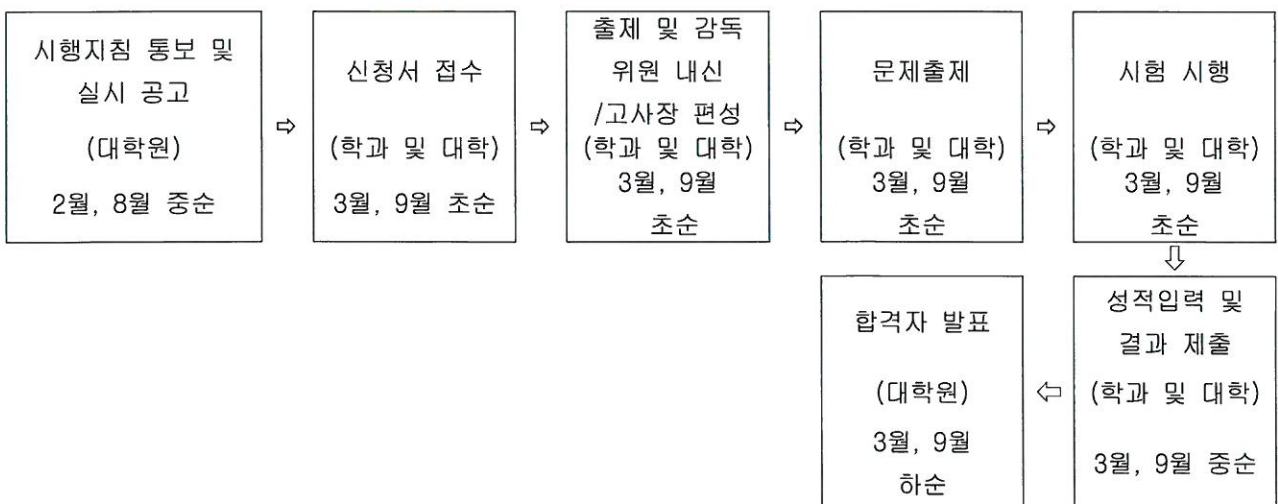 시행지침 통보 및
실시 공고
(대학원)
2월, 8월 중순
⇨
신청서 접수
(학과 및 대학)
3월, 9월 초순
⇨
출제 및 감독
위원 내신
/고사장 편성
(학과 및 대학)
3월, 9월
초순
⇨
문제출제
(학과 및 대학)
3월, 9월
초순
⇨
시험 시행
(학과 및 대학)
3월, 9월
초순
⇩
성적입력 및
결과 제출
(학과 및 대학)
3월, 9월 중순
⇦
합격자 발표
(대학원)
3월, 9월
하순